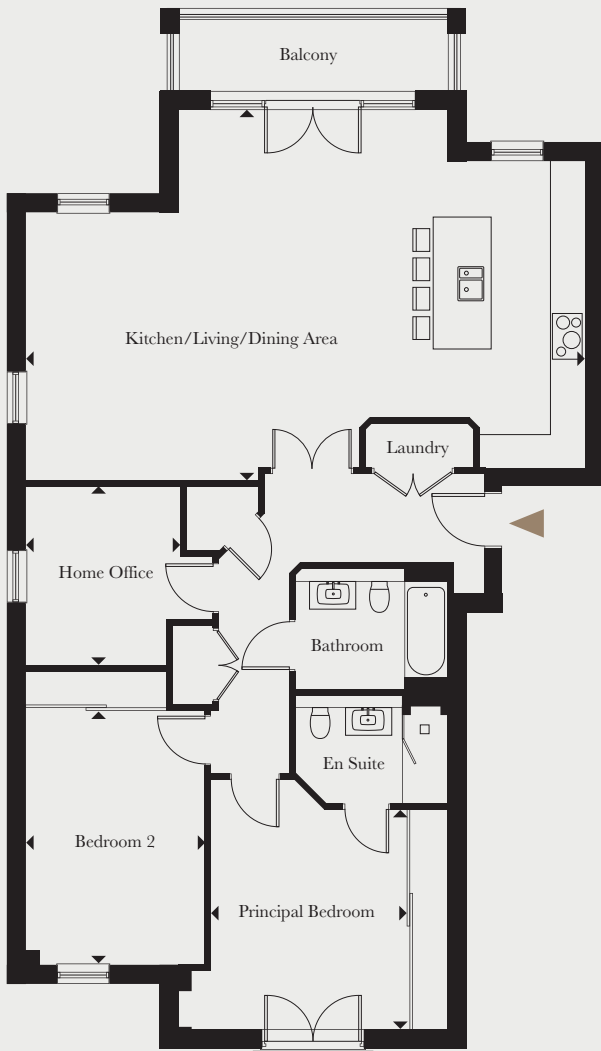 Balcony
Kitchen/Living/Dining Area
Laundry
Home Office
Bathroom
En Suite
Bedroom 2
Principal Bedroom